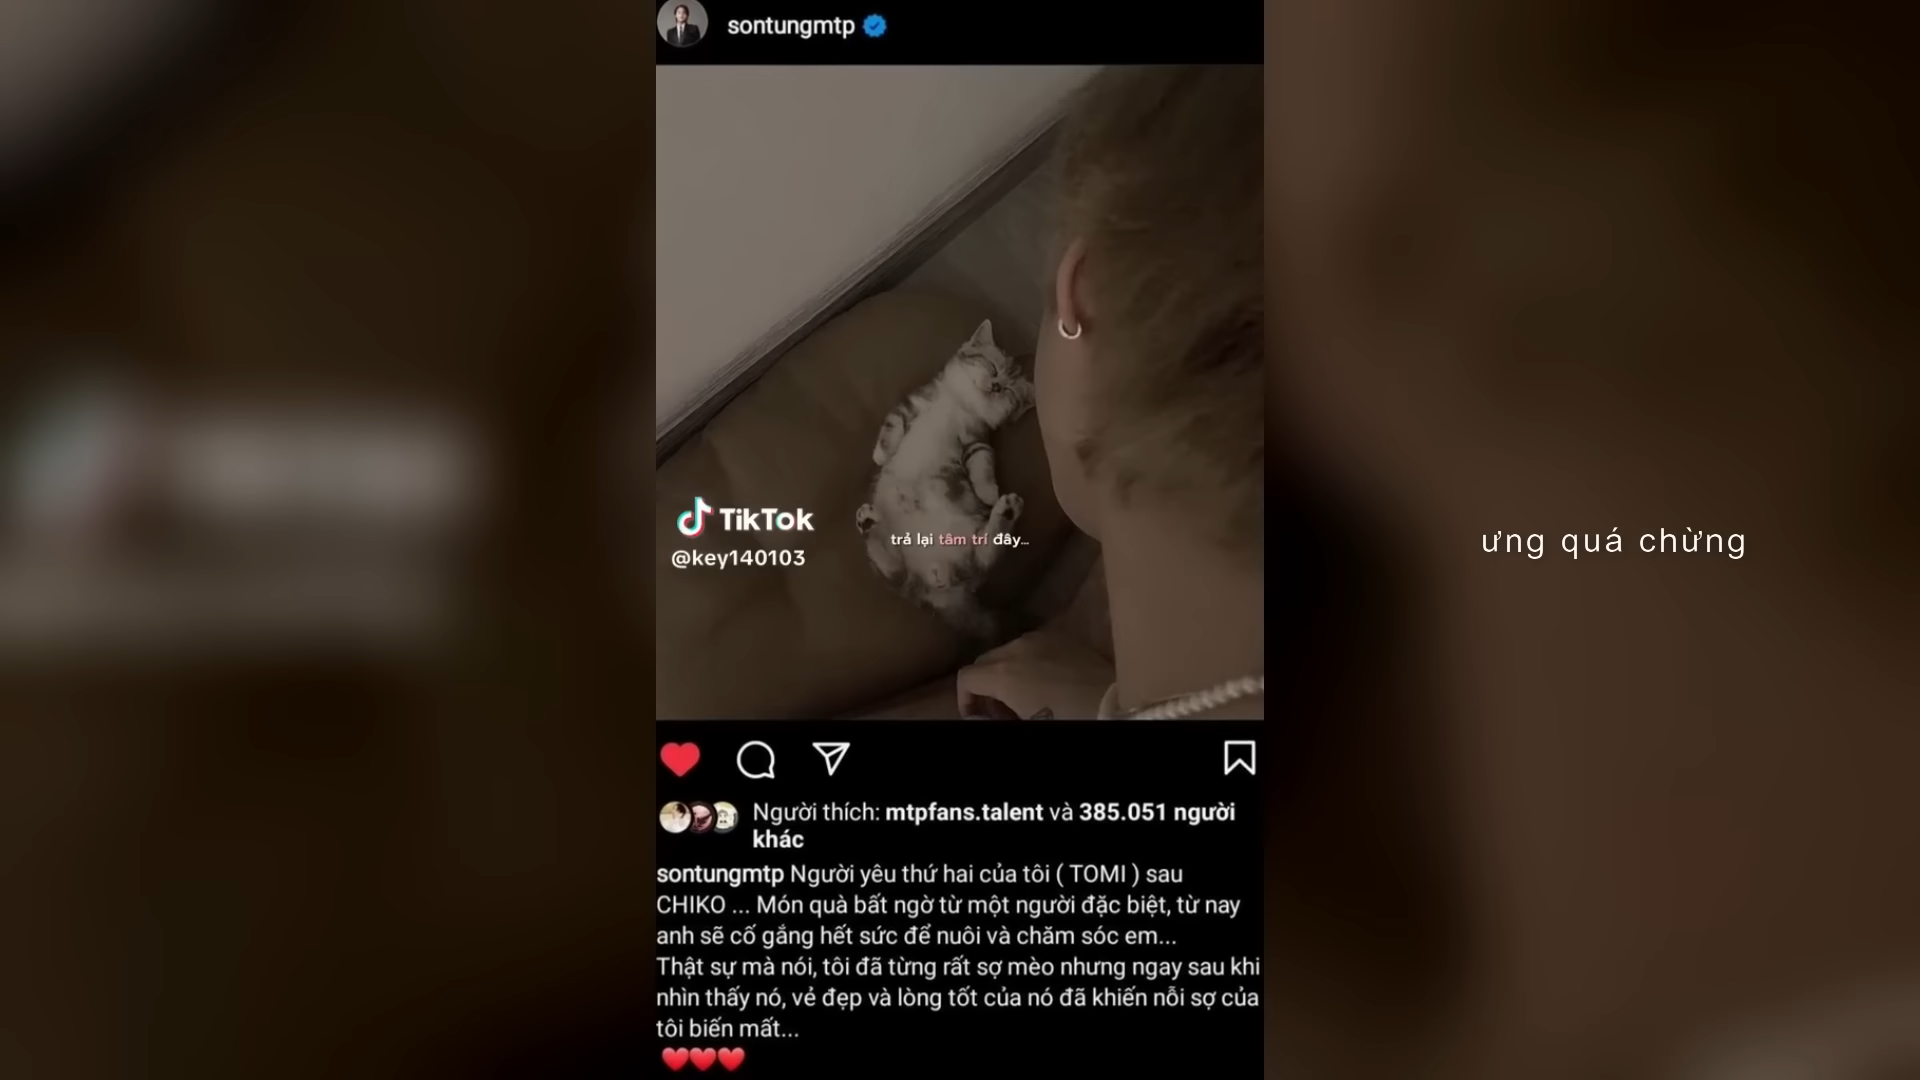 sontungmtp
TikTok
@key140103
trả lại tâm trí đây...
ưng quá chừng
Người thích: mtpfans.talent và 385.051 người
khác
sontungmtp Người yêu thứ hai của tôi ( TOMI ) sau
CHIKO ... Món quà bất ngờ từ một người đặc biệt, từ nay
anh sẽ cố gắng hết sức để nuôi và chăm sóc em...
Thật sự mà nói, tôi đã từng rất sợ mèo nhưng ngay sau khi
nhìn thấy nó, vẻ đẹp và lòng tốt của nó đã khiến nỗi sợ của
tôi biến mất...
❤️❤️❤️